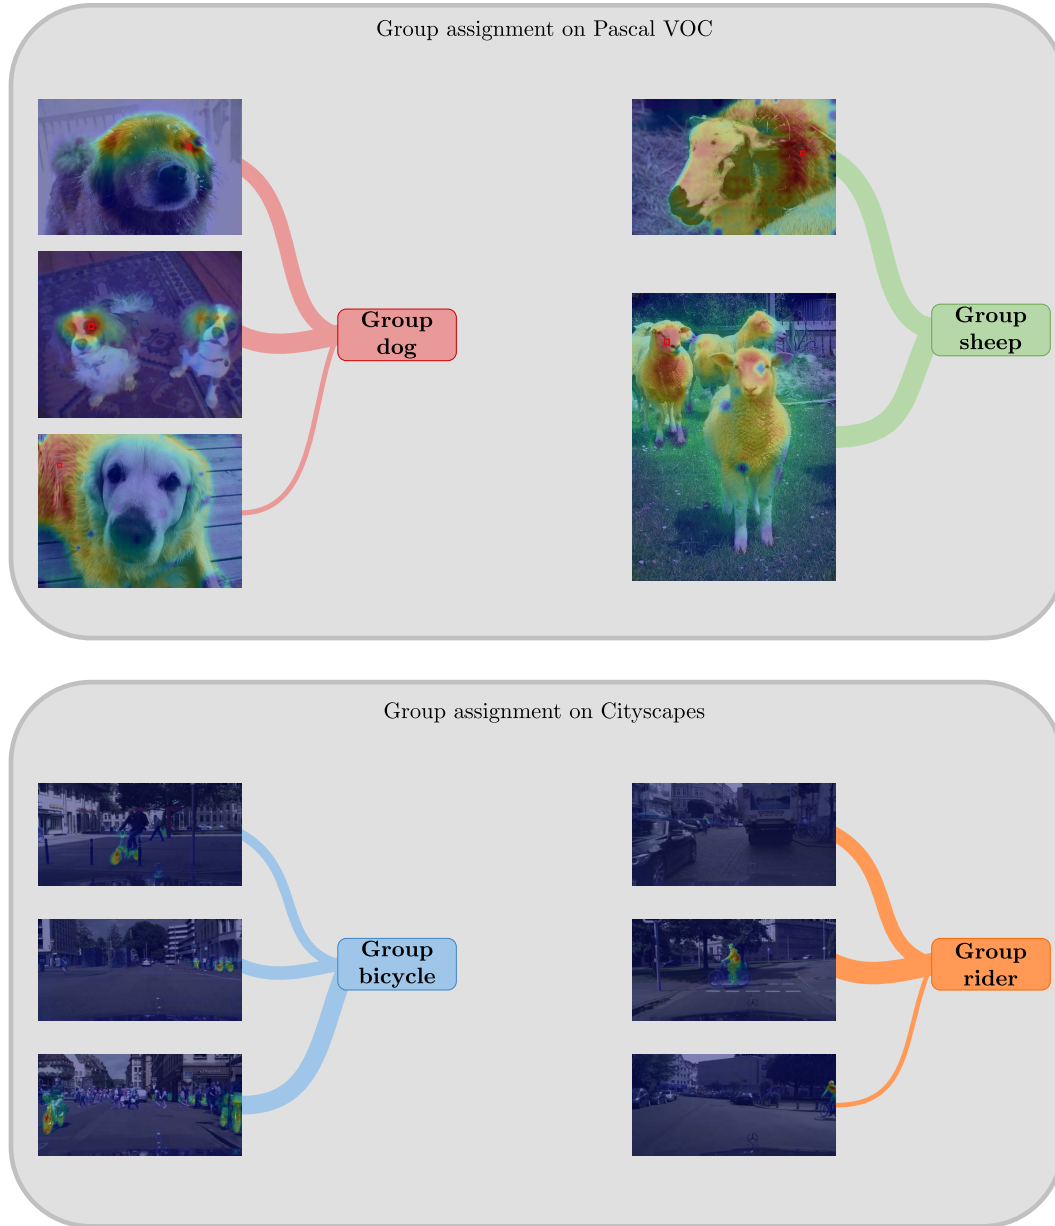 Group assignment on Pascal VOC
Group
dog
Group
sheep
Group assignment on Cityscapes
Group
bicycle
Group
rider